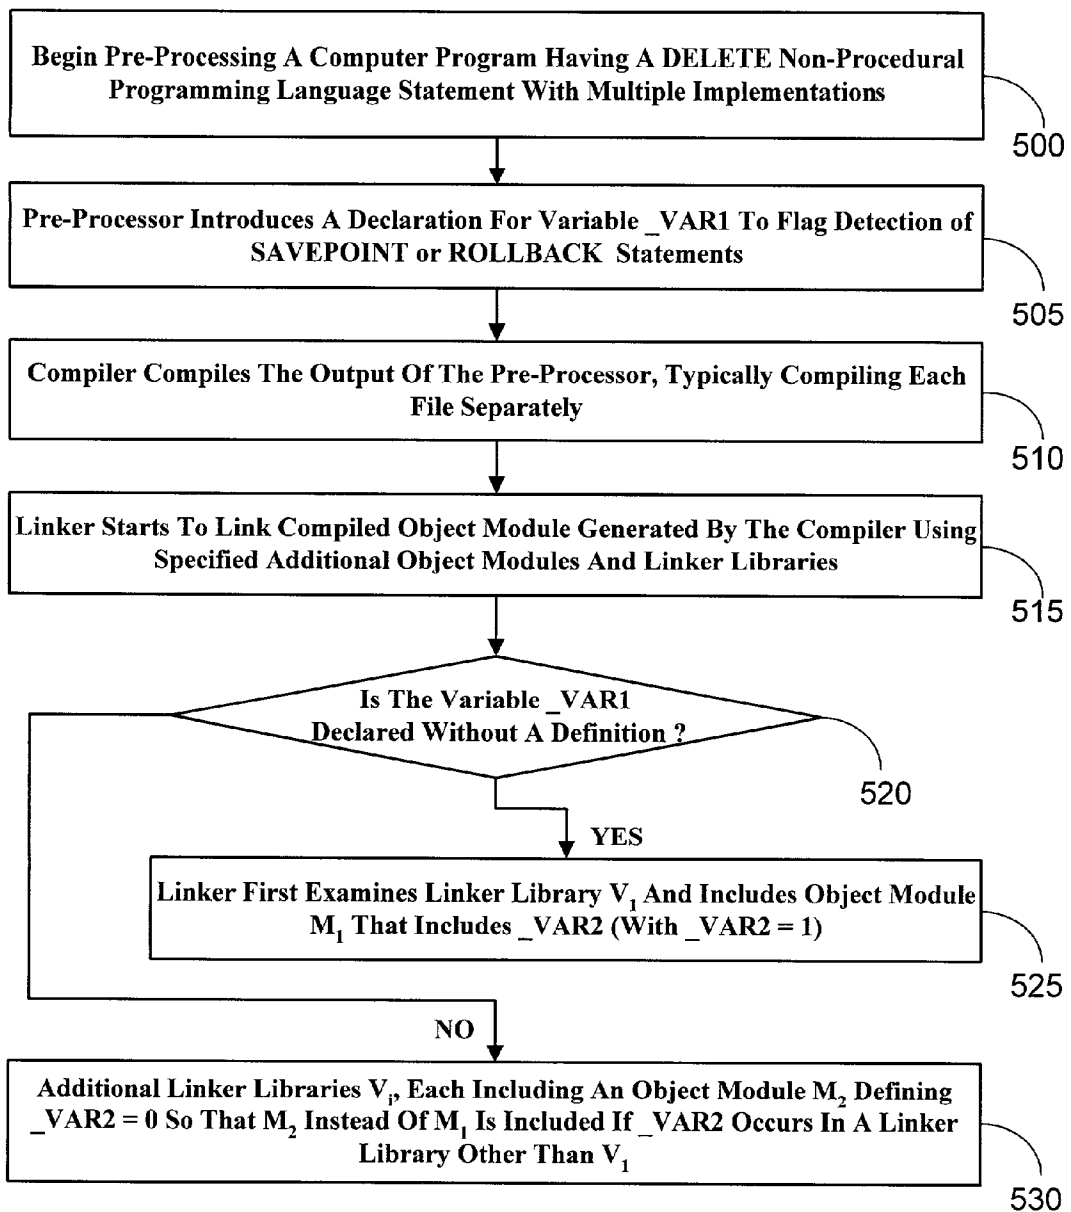 Begin Pre-Processing A Computer Program Having A DELETE Non-Procedural
Programming Language Statement With Multiple Implementations
500
Pre-Processor Introduces A Declaration For Variable _VAR1 To Flag Detection of
SAVEPOINT or ROLLBACK Statements
505
Compiler Compiles The Output Of The Pre-Processor, Typically Compiling Each
File Separately
510
Linker Starts To Link Compiled Object Module Generated By The Compiler Using
Specified Additional Object Modules And Linker Libraries
515
Is The Variable _VAR1
Declared Without A Definition ?
520
YES
Linker First Examines Linker Library V1 And Includes Object Module
M1 That Includes _VAR2 (With _VAR2 = 1)
525
NO
Additional Linker Libraries Vi, Each Including An Object Module M2 Defining
_VAR2 = 0 So That M2 Instead Of M1 Is Included If _VAR2 Occurs In A Linker
Library Other Than V1
530